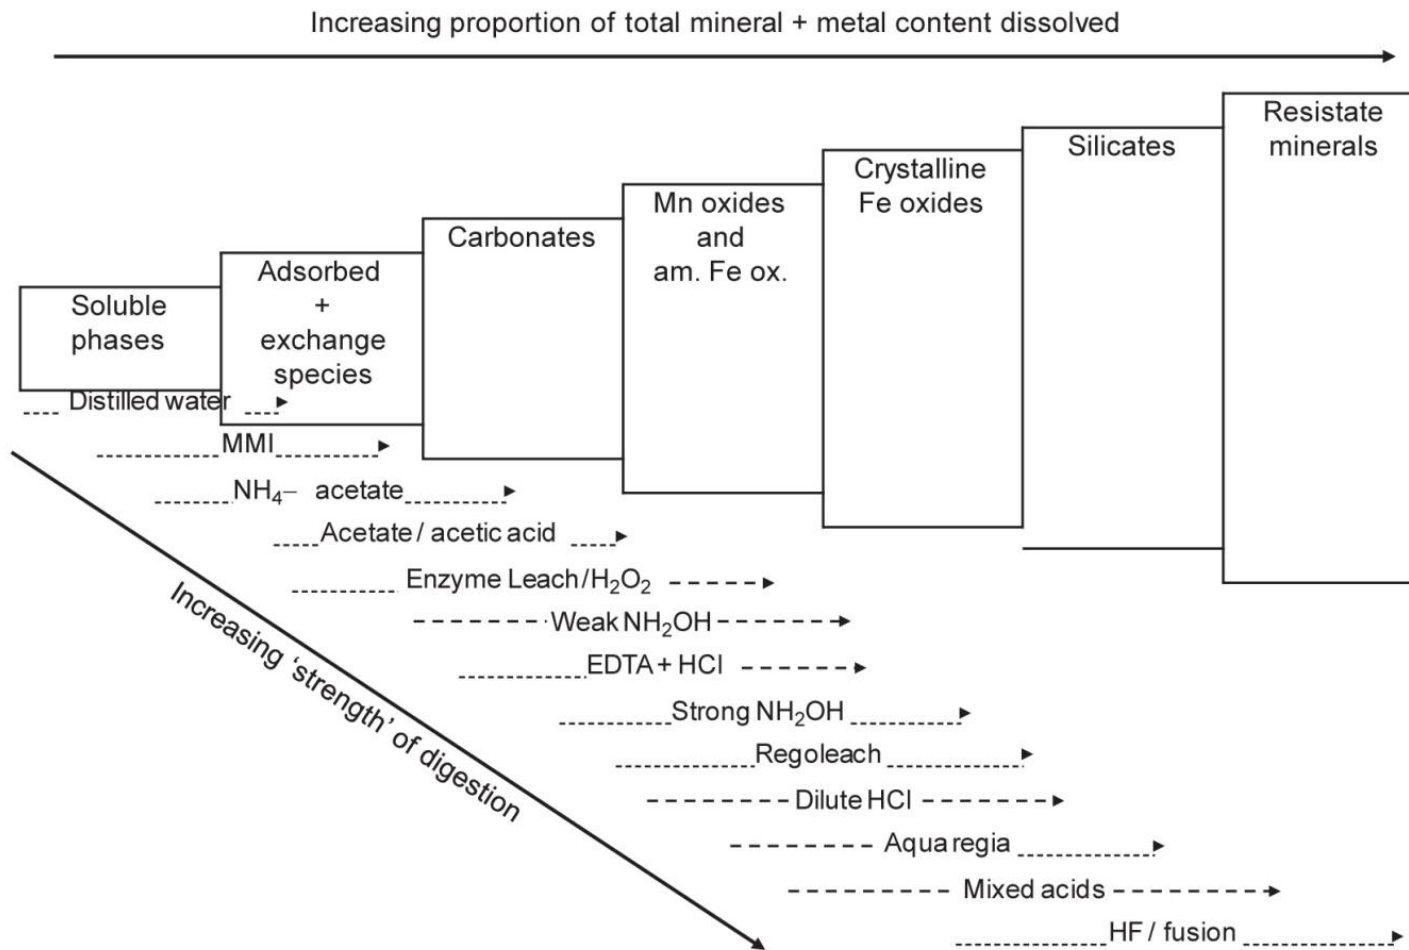 Increasing proportion of total mineral + metal content dissolved
Soluble
phases
Adsorbed
+
exchange
species
Carbonates
Mn oxides
and
am. Fe ox.
Crystalline
Fe oxides
Silicates
Resistate
minerals
Distilled water
MMI
NH₄– acetate
Acetate / acetic acid
Enzyme Leach/H₂O₂
Weak NH₂OH
EDTA + HCl
Strong NH₂OH
Regoleach
Dilute HCl
Aqua regia
Mixed acids
HF / fusion
Increasing ‘strength’ of digestion